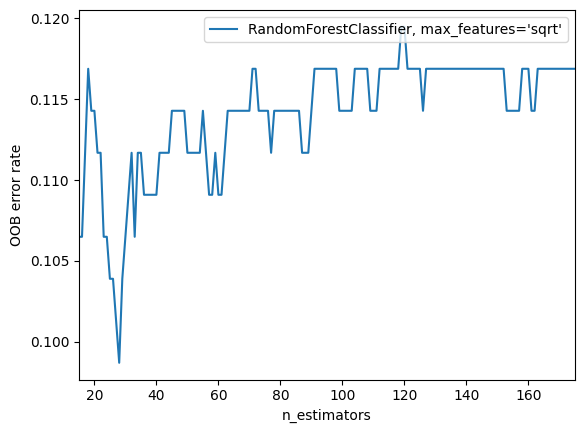 RandomForestClassifier, max_features='sqrt'
0.120
0.115
0.110
0.105
0.100
OOB error rate
20 40 60 80 100 120 140 160
n_estimators